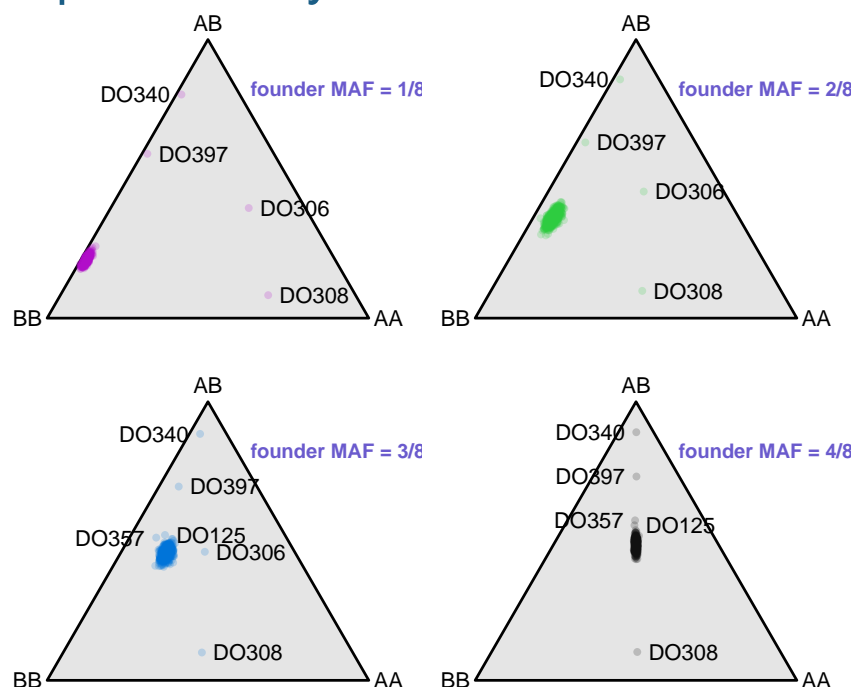 AB
AB
founder MAF = 1/8
founder MAF = 2/8
DO340
DO340
DO397
DO397
DO306
DO306
DO308
DO308
BB
AA
BB
AA
AB
AB
DO340
DO340
founder MAF = 3/8
founder MAF = 4/8
DO397
DO397
DO357
DO125
DO357
DO125
DO306
DO308
DO308
BB
AA
BB
AA